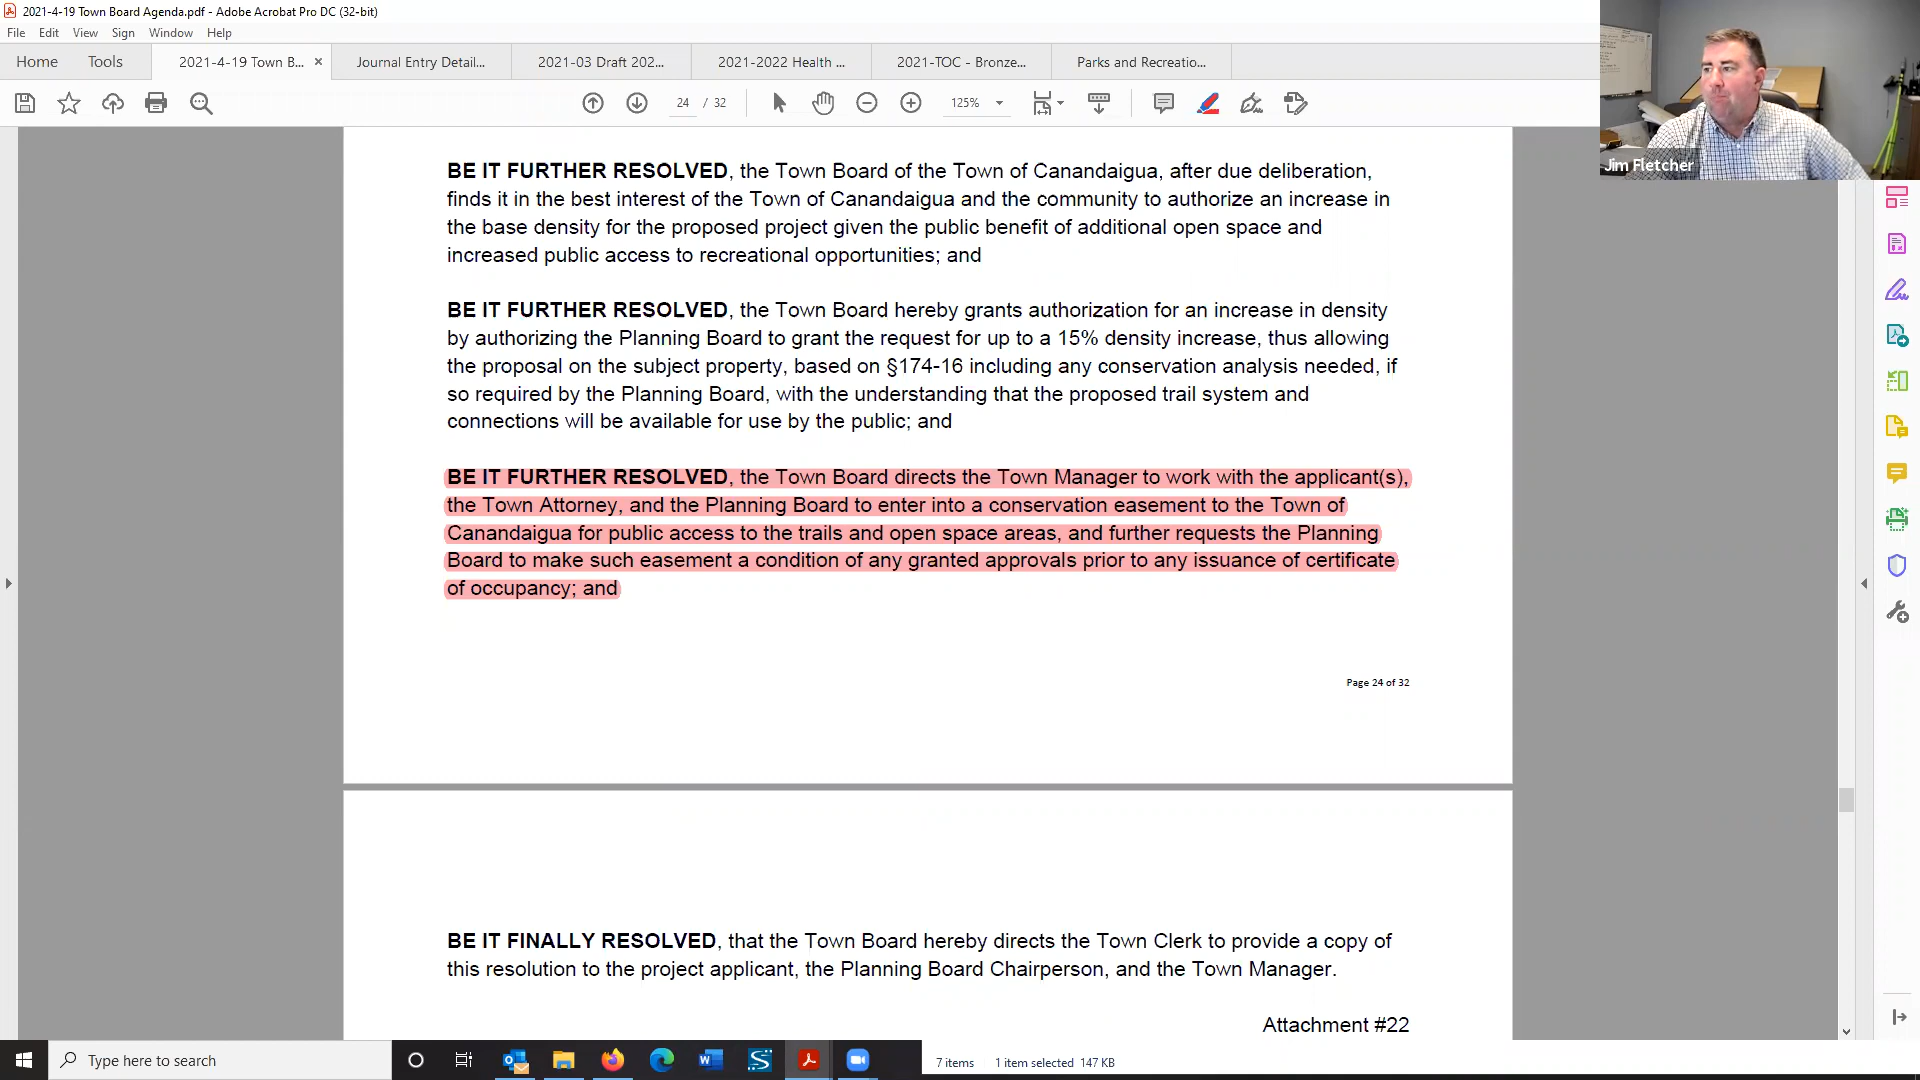 2021-4-19 Town Board Agenda.pdf - Adobe Acrobat Pro DC (32-bit)
File Edit View Sign Window Help
Home Tools 2021-4-19 Town B... × Journal Entry Detail... 2021-03 Draft 202... 2021-2022 Health ... 2021-TOC - Bronze... Parks and Recreatio...
24 / 32 125%
Jim Fletcher
BE IT FURTHER RESOLVED, the Town Board of the Town of Canandaigua, after due deliberation,
finds it in the best interest of the Town of Canandaigua and the community to authorize an increase in
the base density for the proposed project given the public benefit of additional open space and
increased public access to recreational opportunities; and
BE IT FURTHER RESOLVED, the Town Board hereby grants authorization for an increase in density
by authorizing the Planning Board to grant the request for up to a 15% density increase, thus allowing
the proposal on the subject property, based on §174-16 including any conservation analysis needed, if
so required by the Planning Board, with the understanding that the proposed trail system and
connections will be available for use by the public; and
BE IT FURTHER RESOLVED, the Town Board directs the Town Manager to work with the applicant(s),
the Town Attorney, and the Planning Board to enter into a conservation easement to the Town of
Canandaigua for public access to the trails and open space areas, and further requests the Planning
Board to make such easement a condition of any granted approvals prior to any issuance of certificate
of occupancy; and
Page 24 of 32
BE IT FINALLY RESOLVED, that the Town Board hereby directs the Town Clerk to provide a copy of
this resolution to the project applicant, the Planning Board Chairperson, and the Town Manager.
Attachment #22
Type here to search
7 items 1 item selected 147 KB